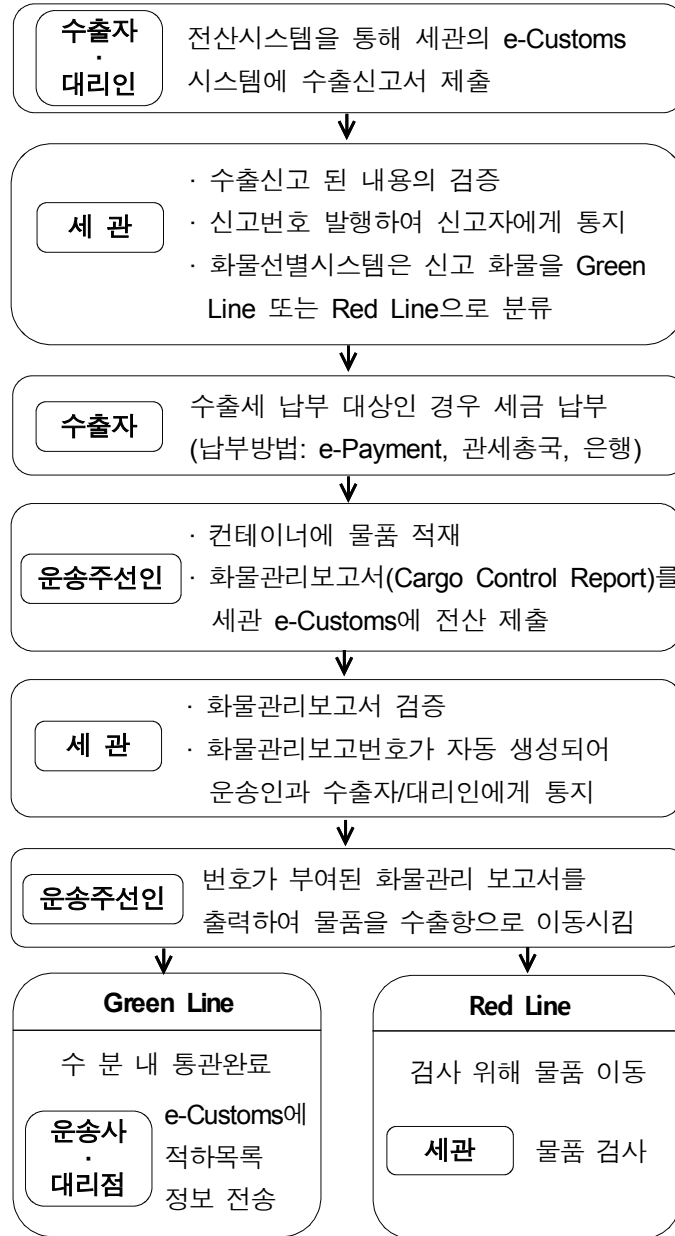 수출자
·
대리인
전산시스템을 통해 세관의 e-Customs
시스템에 수출신고서 제출
세 관
· 수출신고 된 내용의 검증
· 신고번호 발행하여 신고자에게 통지
· 화물선별시스템은 신고 화물을 Green
Line 또는 Red Line으로 분류
수출자
수출세 납부 대상인 경우 세금 납부
(납부방법: e-Payment, 관세총국, 은행)
운송주선인
· 컨테이너에 물품 적재
· 화물관리보고서(Cargo Control Report)를
세관 e-Customs에 전산 제출
세 관
· 화물관리보고서 검증
· 화물관리보고번호가 자동 생성되어
운송인과 수출자/대리인에게 통지
운송주선인
번호가 부여된 화물관리 보고서를
출력하여 물품을 수출항으로 이동시킴
Green Line
수 분 내 통관완료
운송사
·
대리점
e-Customs에
적하목록
정보 전송
Red Line
검사 위해 물품 이동
세관
물품 검사